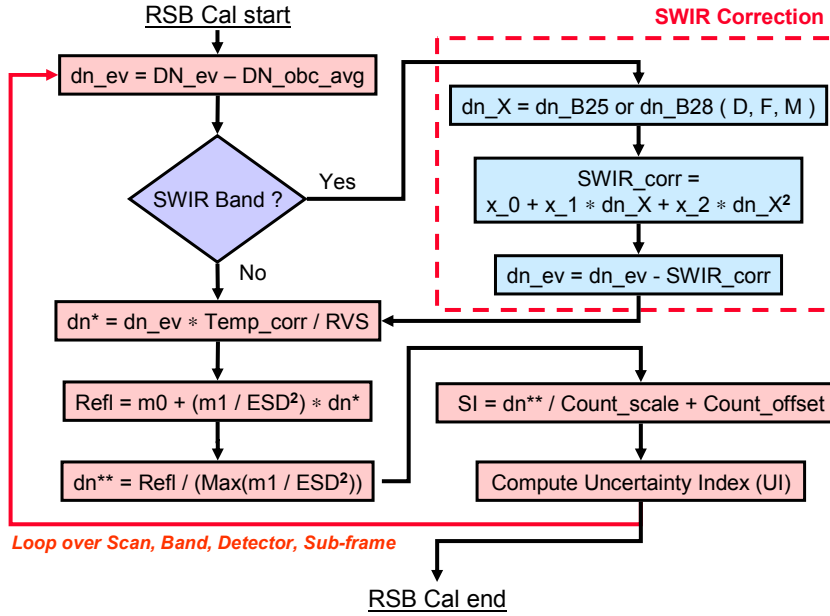 RSB Cal start
SWIR Correction
dn_ev = DN_ev – DN_obc_avg
SWIR Band ?
Yes
No
dn_X = dn_B25 or dn_B28 ( D, F, M )
SWIR_corr =
x_0 + x_1 * dn_X + x_2 * dn_X²
dn_ev = dn_ev - SWIR_corr
dn* = dn_ev * Temp_corr / RVS
Refl = m0 + (m1 / ESD²) * dn*
dn** = Refl / (Max(m1 / ESD²))
SI = dn** / Count_scale + Count_offset
Compute Uncertainty Index (UI)
Loop over Scan, Band, Detector, Sub-frame
RSB Cal end